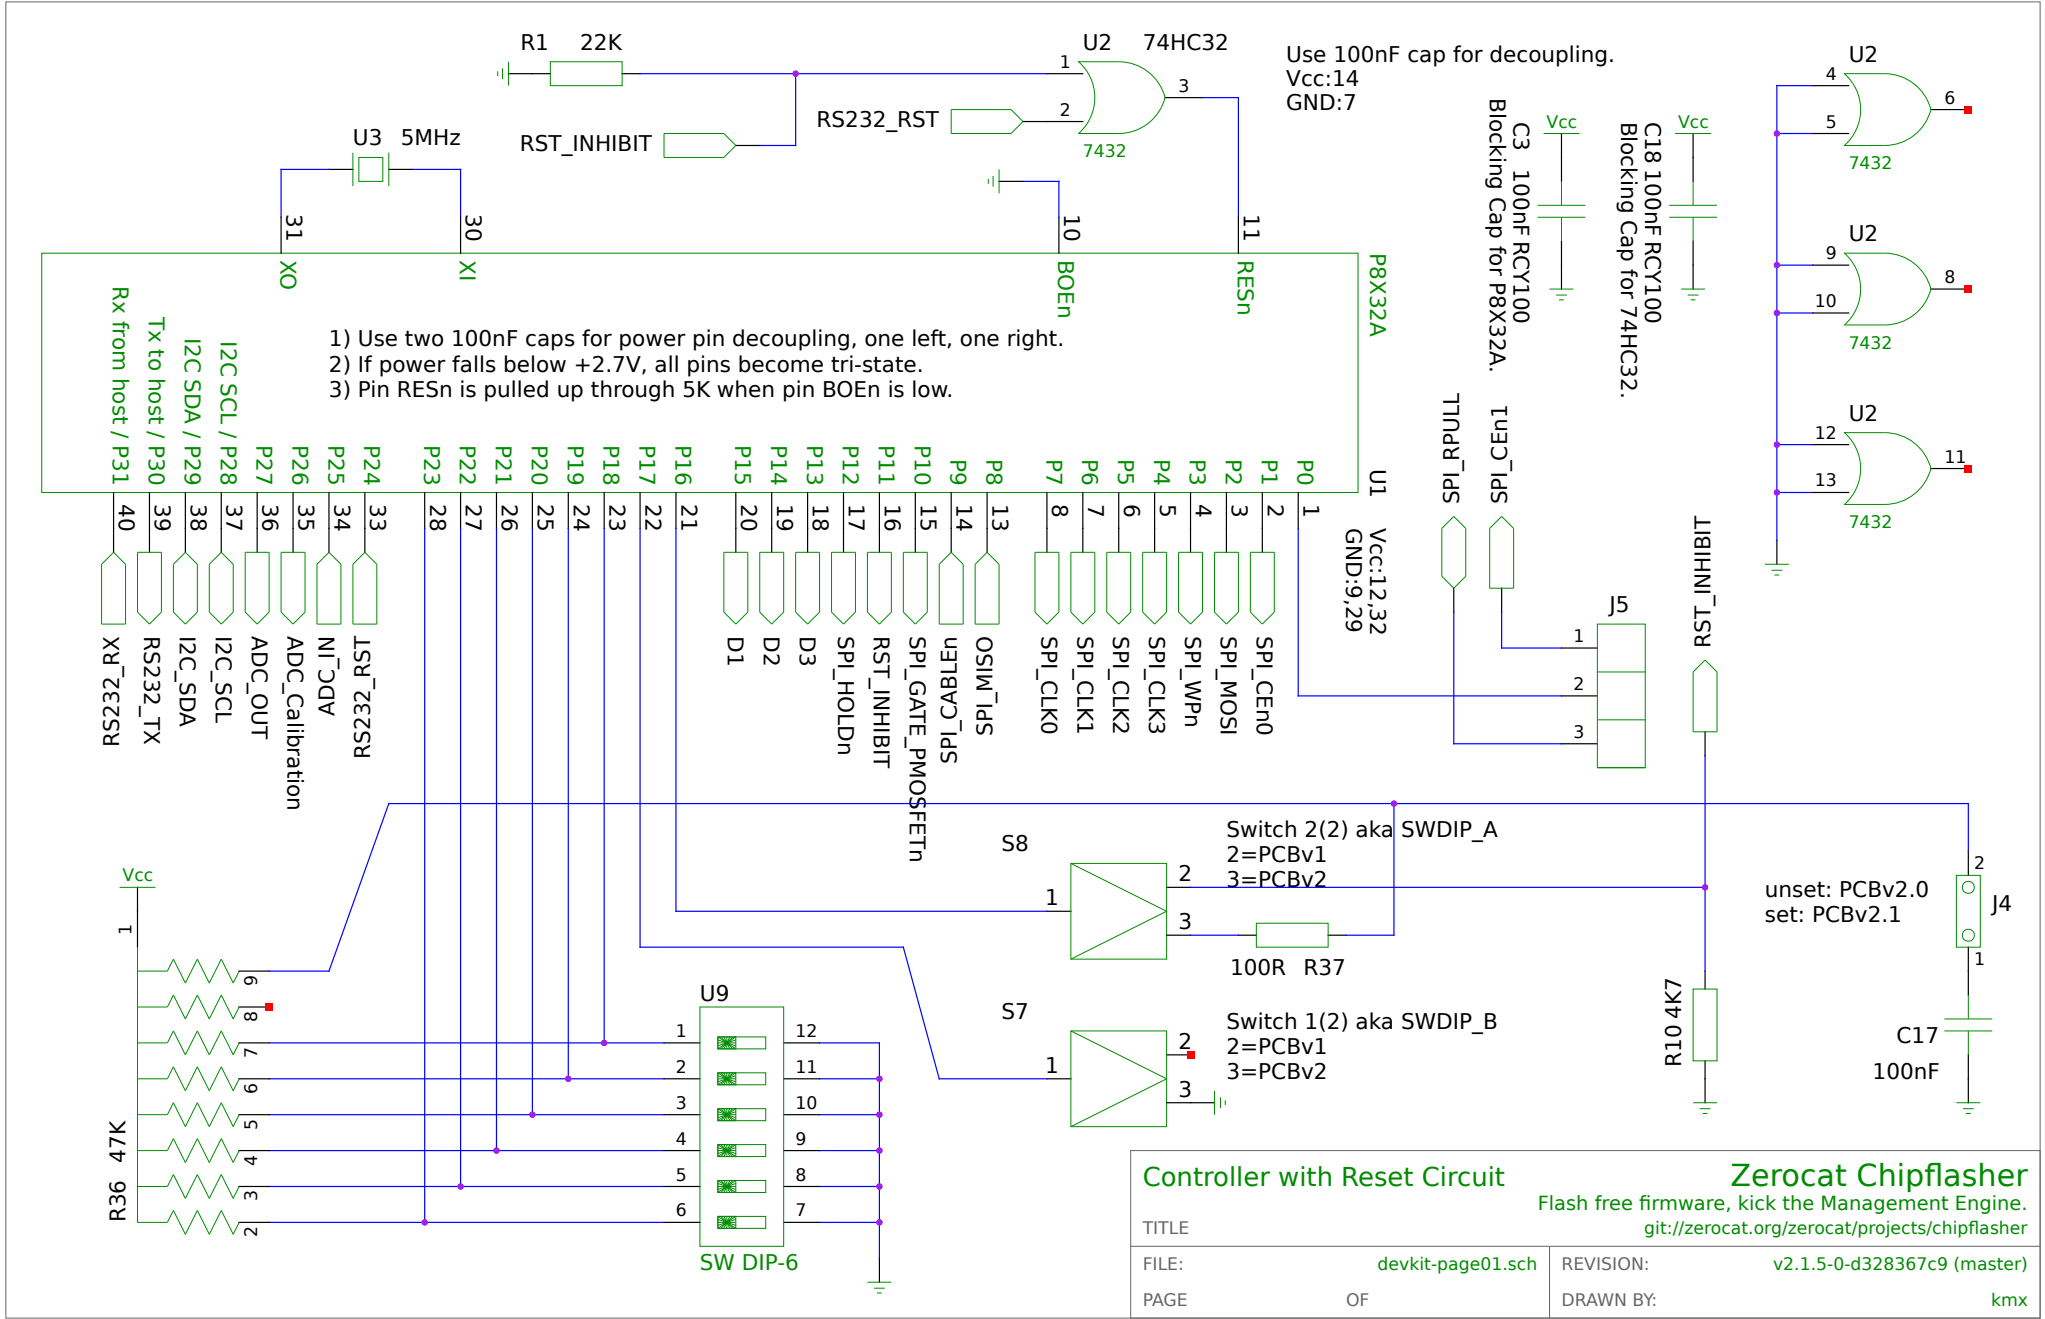 R1 22K
U2 74HC32
1
2
3
7432
RS232_RST
RST_INHIBIT
U3 5MHz
Use 100nF cap for decoupling.
Vcc:14
GND:7
C3 100nF RCY100
Blocking Cap for P8X32A.
Vcc
C18 100nF RCY100
Blocking Cap for 74HC32.
Vcc
U2
4
5
6
7432
U2
9
10
8
7432
U2
12
13
11
7432
31
30
10
11
XO
XI
BOEn
RESn
P8X32A
U1
Vcc:12,32
GND:9,29
1) Use two 100nF caps for power pin decoupling, one left, one right.
2) If power falls below +2.7V, all pins become tri-state.
3) Pin RESn is pulled up through 5K when pin BOEn is low.
Rx from host / P31
Tx to host / P30
I2C SDA / P29
I2C SCL / P28
P27
P26
P25
P24
P23
P22
P21
P20
P19
P18
P17
P16
P15
P14
P13
P12
P11
P10
P9
P8
P7
P6
P5
P4
P3
P2
P1
P0
40
39
38
37
36
35
34
33
28
27
26
25
24
23
22
21
20
19
18
17
16
15
14
13
8
7
6
5
4
3
2
1
RS232_RX
RS232_TX
I2C_SDA
I2C_SCL
ADC_OUT
ADC_Calibration
ADC_IN
RS232_RST
D1
D2
D3
SPI_HOLDn
RST_INHIBIT
SPI_GATE_PMOSFETn
SPI_CABLEn
SPI_MISO
SPI_CLK0
SPI_CLK1
SPI_CLK2
SPI_CLK3
SPI_WPn
SPI_MOSI
SPI_CEn0
SPI_RPULL
SPI_CEn1
J5
1
2
3
RST_INHIBIT
S8
1
2
3
Switch 2(2) aka SWDIP_A
2=PCBv1
3=PCBv2
100R R37
S7
1
2
3
Switch 1(2) aka SWDIP_B
2=PCBv1
3=PCBv2
R10 4K7
unset: PCBv2.0
set: PCBv2.1
2
J4
1
C17
100nF
Vcc
1
R36 47K
9
8
7
6
5
4
3
2
U9
1
2
3
4
5
6
12
11
10
9
8
7
SW DIP-6
Controller with Reset Circuit
Zerocat Chipflasher
Flash free firmware, kick the Management Engine.
TITLE
git://zerocat.org/zerocat/projects/chipflasher
FILE: devkit-page01.sch
REVISION: v2.1.5-0-d328367c9 (master)
PAGE OF
DRAWN BY: kmx